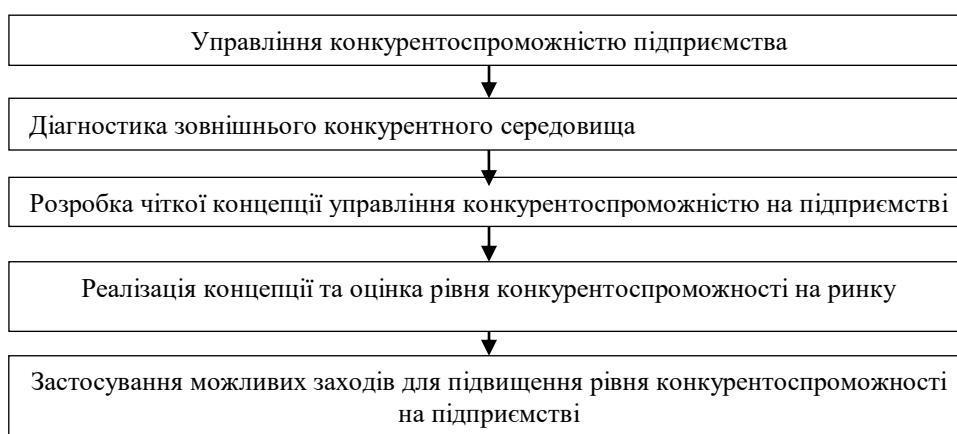 Управління конкурентоспроможністю підприємства
Діагностика зовнішнього конкурентного середовища
Розробка чіткої концепції управління конкурентоспроможністю на підприємстві
Реалізація концепції та оцінка рівня конкурентоспроможності на ринку
Застосування можливих заходів для підвищення рівня конкурентоспроможності
на підприємстві